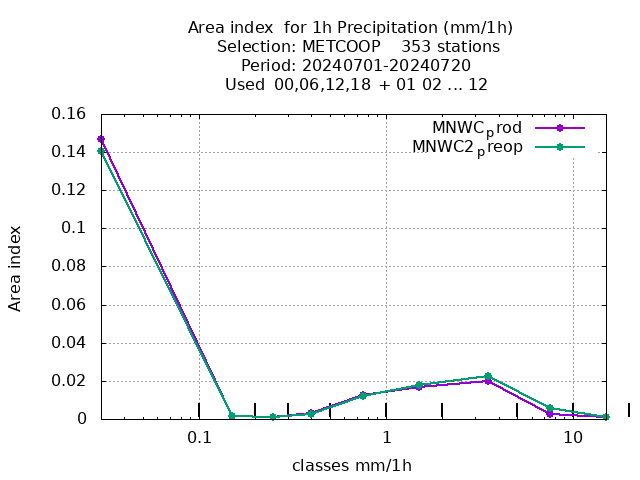 Area index  for 1h Precipitation (mm/1h)
Selection: METCOOP    353 stations
Period: 20240701-20240720
Used  00,06,12,18 + 01 02 ... 12
MNWCprod
MNWC2preop
0.16
0.14
0.12
0.1
0.08
0.06
0.04
0.02
0
Area index
0.1 1 10
classes mm/1h